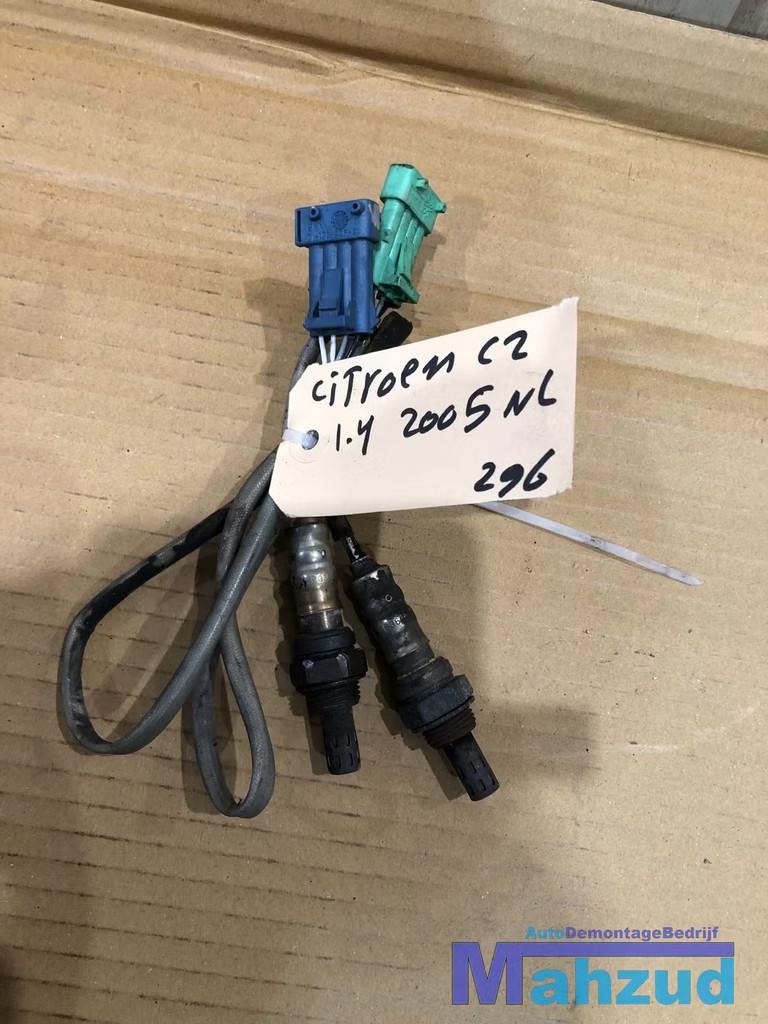 Citroen C2
1.4 2005 NL
296
AutoDemontageBedrijf
Mahzud